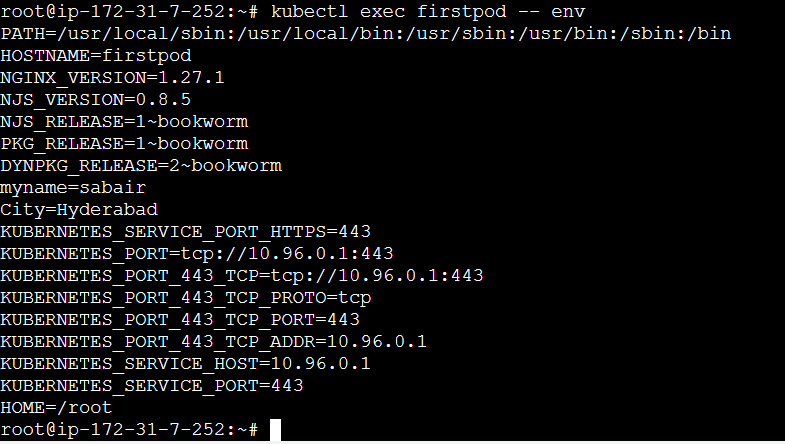 root@ip-172-31-7-252:~# kubectl exec firstpod -- env
PATH=/usr/local/sbin:/usr/local/bin:/usr/sbin:/usr/bin:/sbin:/bin
HOSTNAME=firstpod
NGINX_VERSION=1.27.1
NJS_VERSION=0.8.5
NJS_RELEASE=1~bookworm
PKG_RELEASE=1~bookworm
DYNPKG_RELEASE=2~bookworm
myname=sabair
City=Hyderabad
KUBERNETES_SERVICE_PORT_HTTPS=443
KUBERNETES_PORT=tcp://10.96.0.1:443
KUBERNETES_PORT_443_TCP=tcp://10.96.0.1:443
KUBERNETES_PORT_443_TCP_PROTO=tcp
KUBERNETES_PORT_443_TCP_PORT=443
KUBERNETES_PORT_443_TCP_ADDR=10.96.0.1
KUBERNETES_SERVICE_HOST=10.96.0.1
KUBERNETES_SERVICE_PORT=443
HOME=/root
root@ip-172-31-7-252:~#